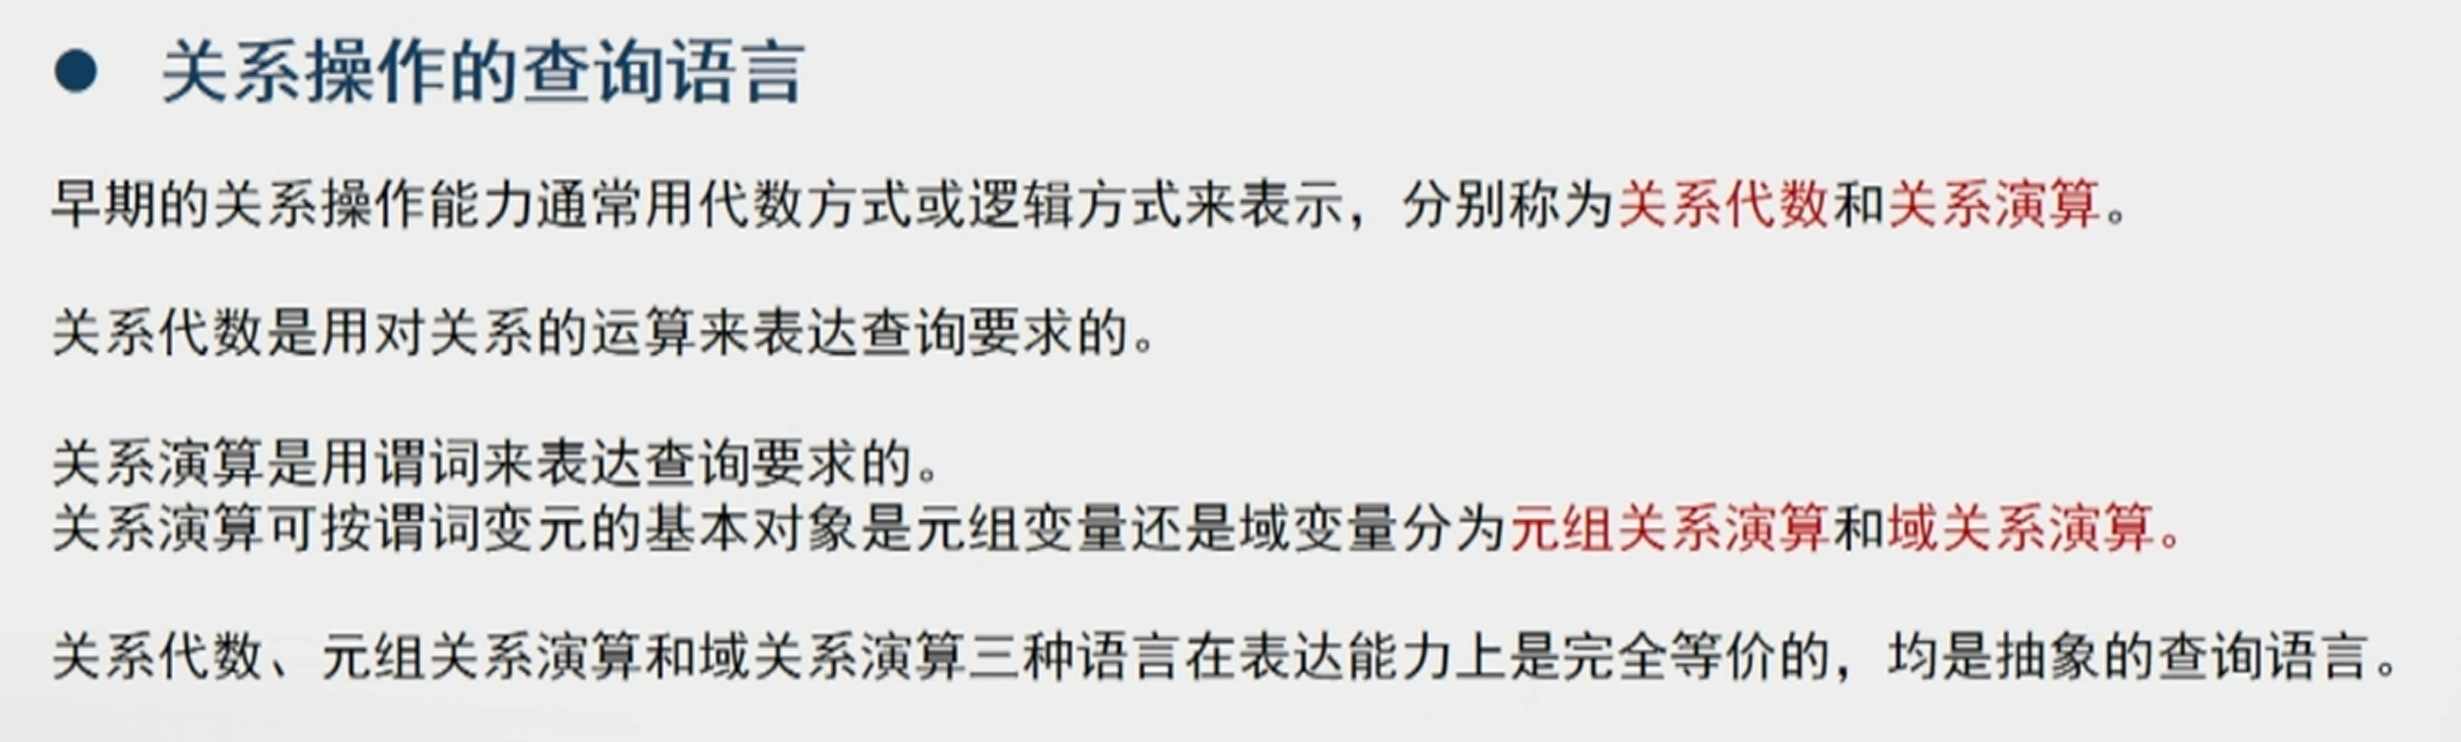 ● 关系操作的查询语言
早期的关系操作能力通常用代数方式或逻辑方式来表示，分别称为关系代数和关系演算。
关系代数是用对关系的运算来表达查询要求的。
关系演算是用谓词来表达查询要求的。
关系演算可按谓词变元的基本对象是元组变量还是域变量分为元组关系演算和域关系演算。
关系代数、元组关系演算和域关系演算三种语言在表达能力上是完全等价的，均是抽象的查询语言。